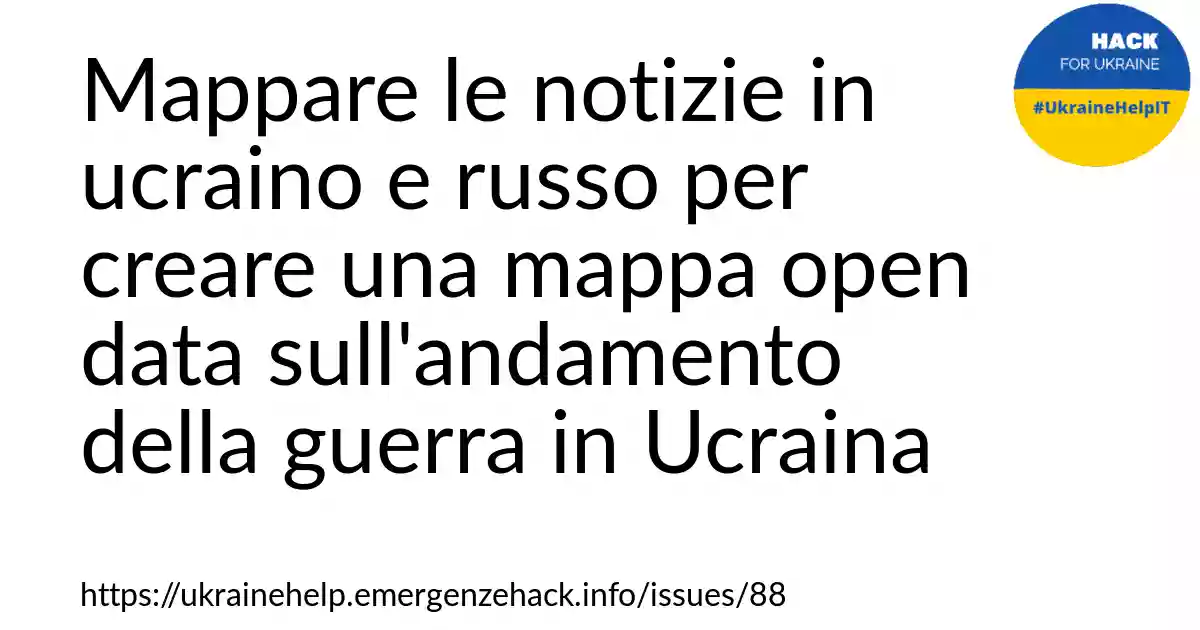 Mappare le notizie in
ucraino e russo per
creare una mappa open
data sull'andamento
della guerra in Ucraina
https://ukrainehelp.emergenzehack.info/issues/88
HACK
FOR UKRAINE
#UkraineHelpIT